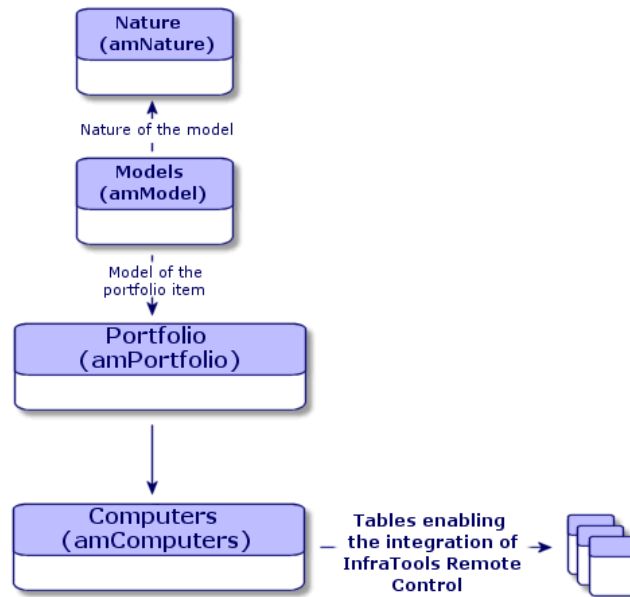 Nature
(amNature)
Nature of the model
Models
(amModel)
Model of the
portfolio item
Portfolio
(amPortfolio)
Computers
(amComputers)
Tables enabling
the integration of
InfraTools Remote
Control